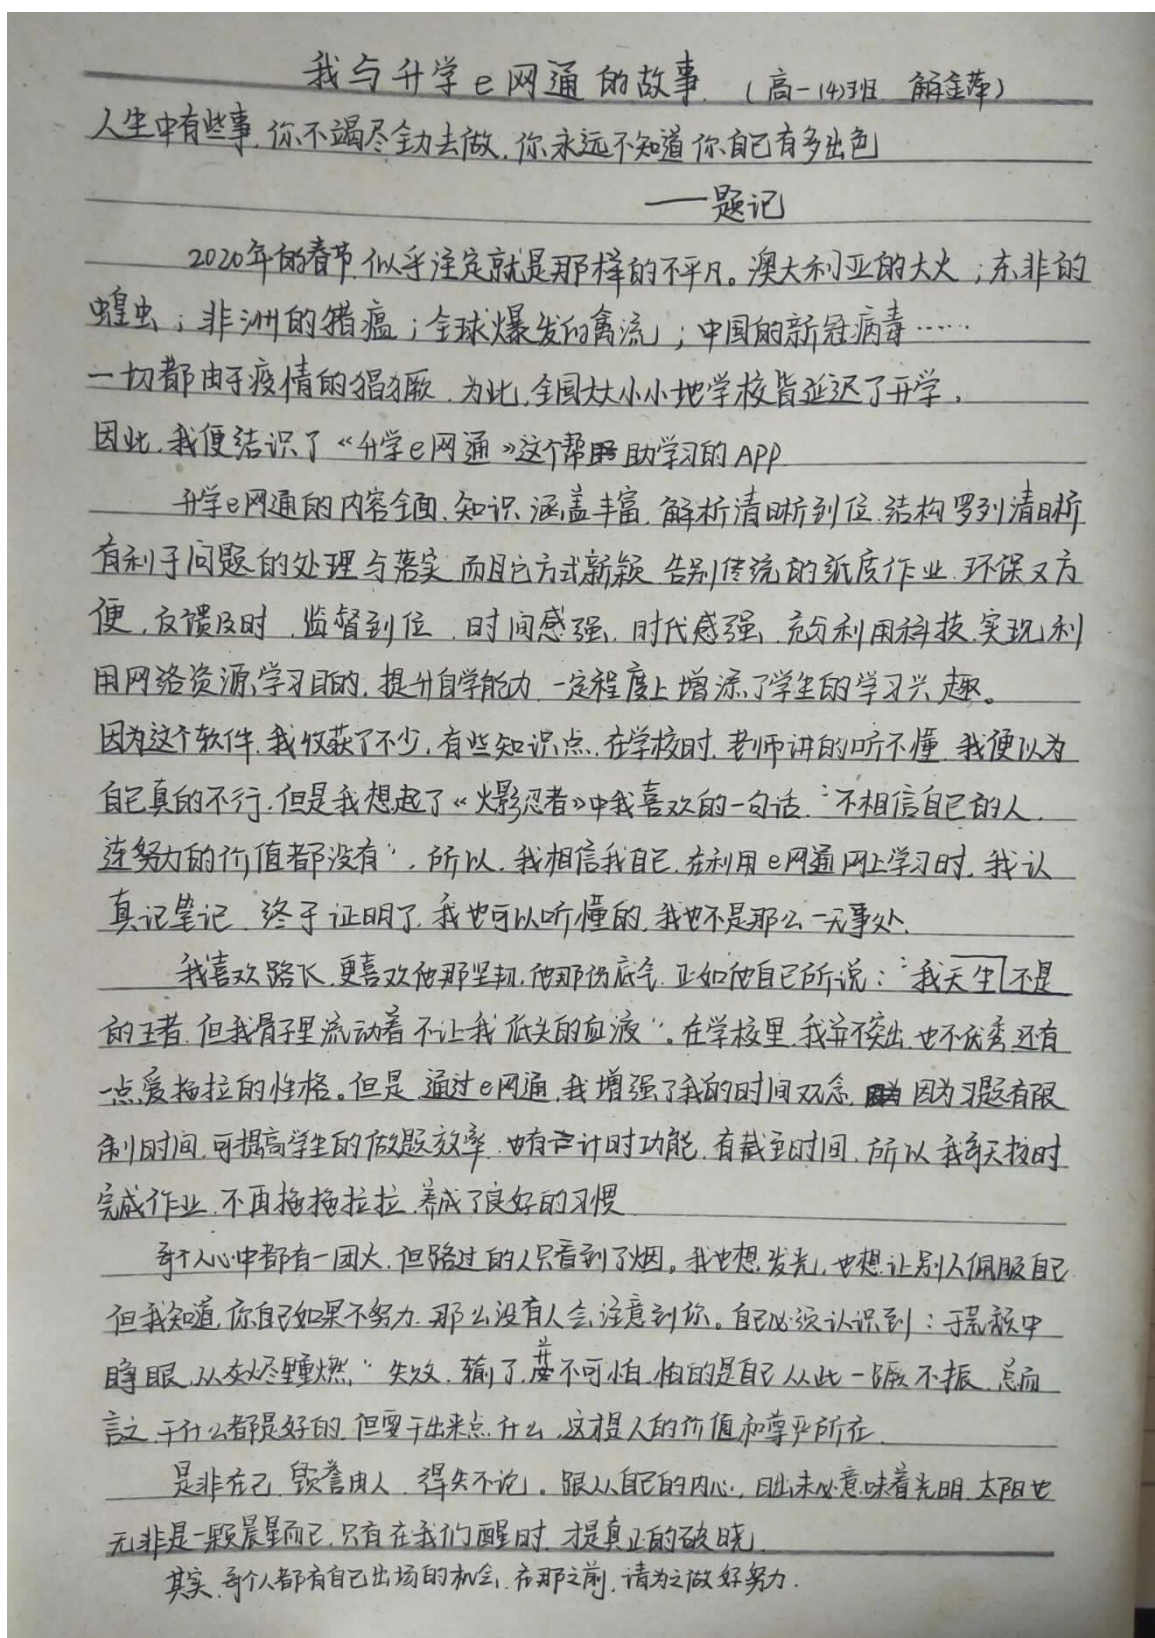 我与升学e网通的故事.（高一(4)班 解金萍）
人生中有些事,你不竭尽全力去做,你永远不知道你自己有多出色
——题记
2020年的春节,似乎注定就是那样的不平凡。澳大利亚的大火;东非的
蝗虫;非洲的猪瘟;全球爆发的禽流;中国的新冠病毒……
一切都由于疫情的猖獗,为此,全国大大小小地学校皆延迟了开学,
因此,我便结识了《升学e网通》这个帮助学习的APP
升学e网通的内容全面,知识涵盖丰富,解析清晰到位,结构罗列清晰
有利于问题的处理与落实,而且它方式新颖,告别传统的纸质作业,环保又方
便,反馈及时,监督到位,时间感强,时代感强,充分利用科技,实现利
用网络资源学习目的,提升自学能力,一定程度上增添了学生的学习兴趣。
因为这个软件,我收获了不少,有些知识点,在学校时,老师讲的听不懂,我便以为
自己真的不行,但是我想起了《火影忍者》中我喜欢的一句话:"不相信自己的人,
连努力的价值都没有",所以,我相信我自己,在利用e网通网上学习时,我认
真记笔记,终于证明了,我也可以听懂的,我也不是那么一无事处,
我喜欢路飞,更喜欢他那坚韧,他那份底气,正如他自己所说:"我天生不是
的王者,但我骨子里流动着不让我低头的血液"。在学校里,我并不突出,也不优秀,还有
一点爱拖拉的性格。但是,通过e网通,我增强了我的时间观念,因为习题有限
制时间,可提高学生的做题效率,也有计时功能,有截至时间,所以我每天按时
完成作业,不再拖拖拉拉,养成了良好的习惯
每个人心中都有一团火,但路过的人只看到了烟。我也想发光,也想让别人佩服自己
但我知道,你自己如果不努力,那么没有人会注意到你。自己必须认识到:于荒颓中
睁眼,从灰烬里重燃,"失败,输了,并不可怕,怕的是自己从此一蹶不振,总而
言之,干什么都是好的,但要干出来点什么,这才是人的价值和尊严所在,
是非在己,毁誉由人,得失不论。跟从自己的内心,日出未必意味着光明,太阳也
无非是一颗晨星而已,只有在我们醒时,才是真正的破晓,
其实,每个人都有自己出场的机会,在那之前,请为之做好努力.